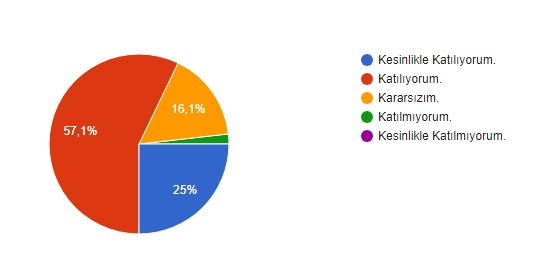 Kesinlikle Katılıyorum.
Katılıyorum.
Kararsızım.
Katılmıyorum.
Kesinlikle Katılmıyorum.
57,1%
16,1%
25%